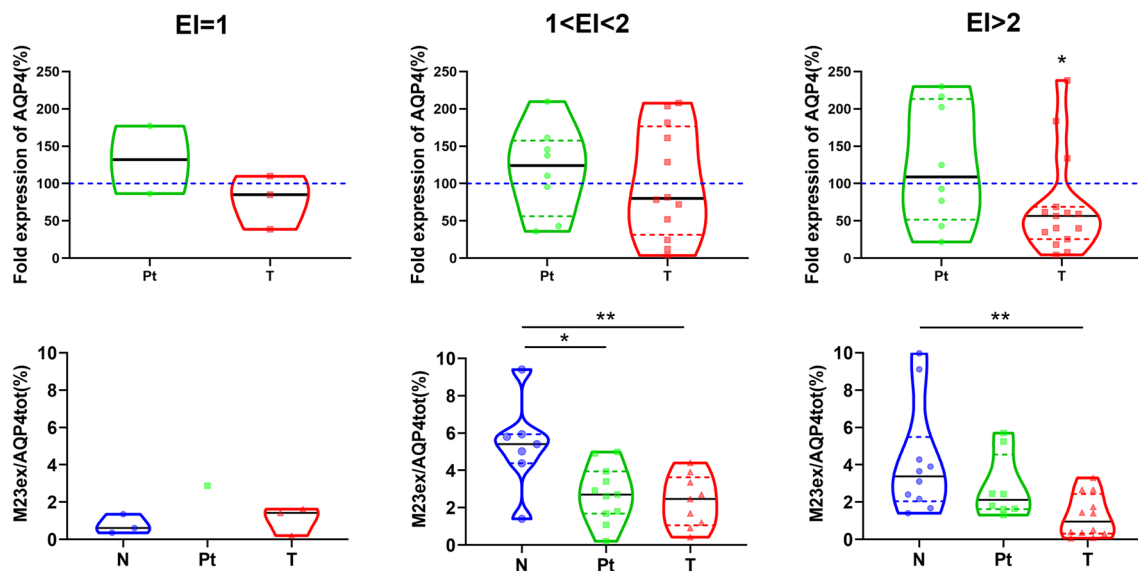 EI=1
1<EI<2
EI>2
Fold expression of AQP4(%)
250
200
150
100
50
0
Pt
T
Fold expression of AQP4(%)
250
200
150
100
50
0
Pt
T
Fold expression of AQP4(%)
250
200
150
100
50
0
*
Pt
T
M23ex/AQP4tot(%)
10
8
6
4
2
0
N
Pt
T
M23ex/AQP4tot(%)
10
8
6
4
2
0
**
*
N
Pt
T
M23ex/AQP4tot(%)
10
8
6
4
2
0
**
N
Pt
T